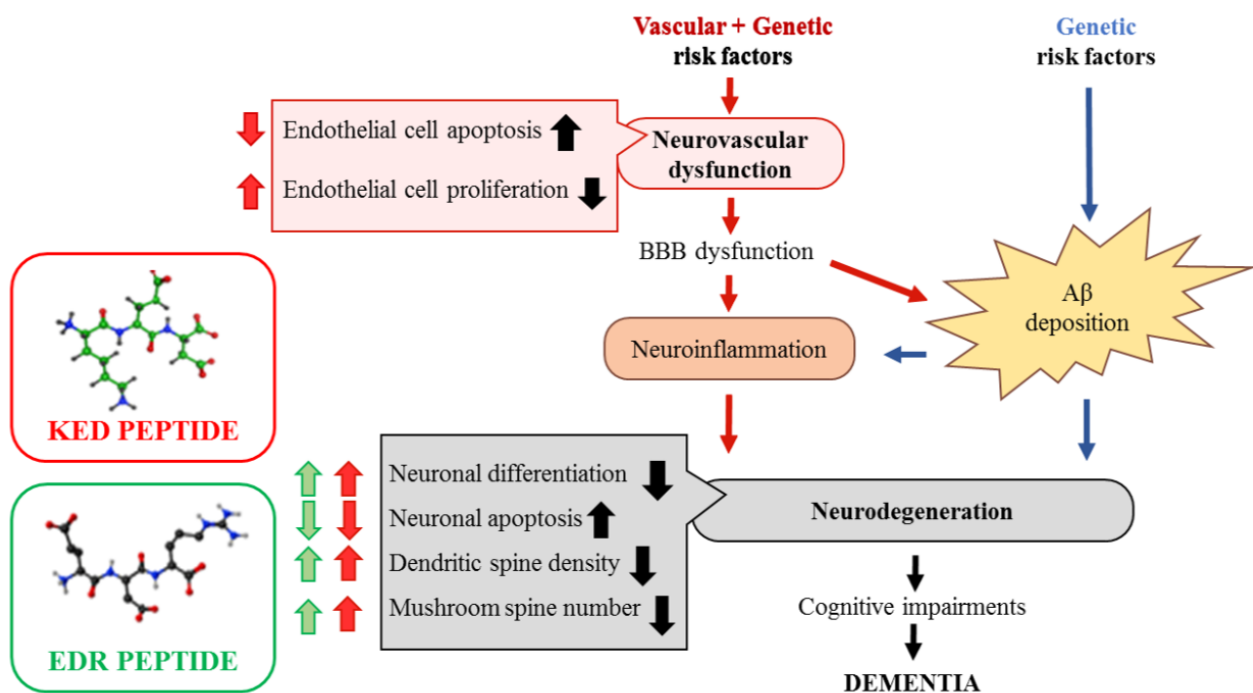 Vascular + Genetic
risk factors
Genetic
risk factors
Endothelial cell apoptosis
Endothelial cell proliferation
Neurovascular
dysfunction
BBB dysfunction
Aβ
deposition
Neuroinflammation
KED PEPTIDE
Neuronal differentiation
Neuronal apoptosis
Dendritic spine density
Mushroom spine number
Neurodegeneration
Cognitive impairments
EDR PEPTIDE
DEMENTIA